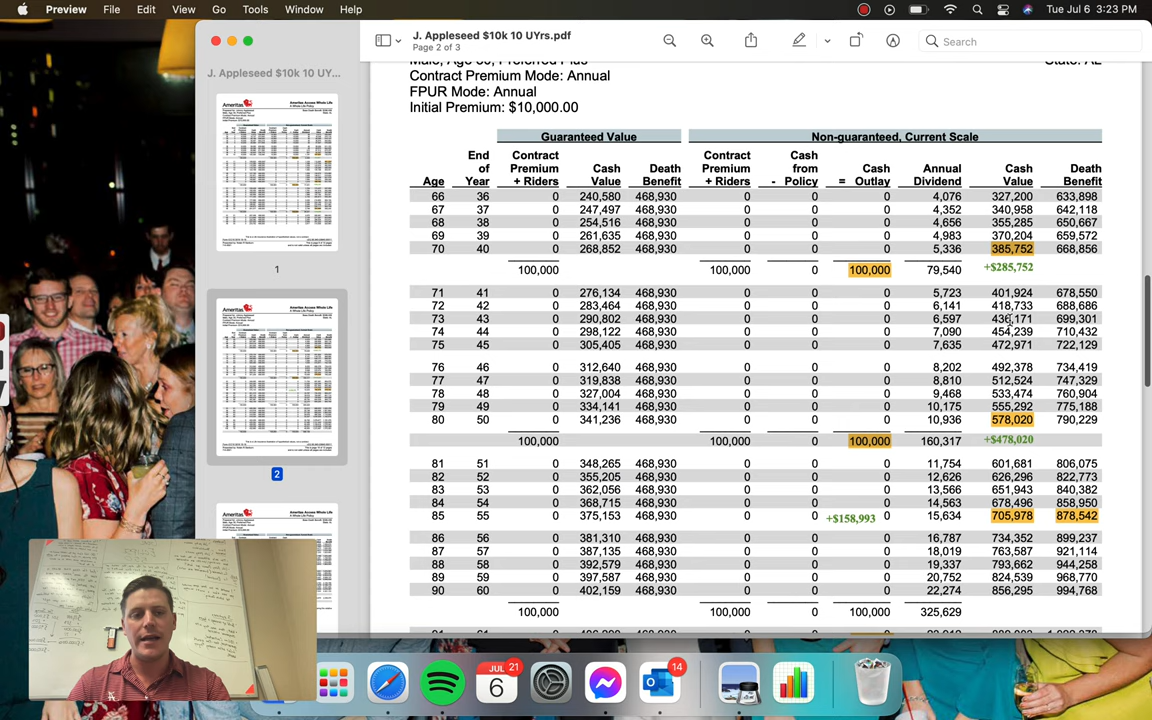 Preview File Edit View Go Tools Window Help Tue Jul 6 3:23 PM
J. Appleseed $10k 10 UYrs.pdf
Page 2 of 3
Search
J. Appleseed $10k 10 UY...
1
2
Contract Premium Mode: Annual
FPUR Mode: Annual
Initial Premium: $10,000.00
Guaranteed Value Non-guaranteed, Current Scale
End Contract Contract Cash
of Premium Cash Death Premium from Cash Annual Cash Death
Age Year + Riders Value Benefit + Riders - Policy = Outlay Dividend Value Benefit
66 36 0 240,580 468,930 0 0 0 4,076 327,200 633,898
67 37 0 247,497 468,930 0 0 0 4,352 340,958 642,118
68 38 0 254,516 468,930 0 0 0 4,656 355,285 650,667
69 39 0 261,635 468,930 0 0 0 4,983 370,204 659,572
70 40 0 268,852 468,930 0 0 0 5,336 385,752 668,856
100,000 100,000 0 100,000 79,540 +$285,752
71 41 0 276,134 468,930 0 0 0 5,723 401,924 678,550
72 42 0 283,464 468,930 0 0 0 6,141 418,733 688,686
73 43 0 290,802 468,930 0 0 0 6,597 436,171 699,301
74 44 0 298,122 468,930 0 0 0 7,090 454,239 710,432
75 45 0 305,405 468,930 0 0 0 7,635 472,971 722,129
76 46 0 312,640 468,930 0 0 0 8,202 492,378 734,419
77 47 0 319,838 468,930 0 0 0 8,810 512,524 747,329
78 48 0 327,004 468,930 0 0 0 9,468 533,474 760,904
79 49 0 334,141 468,930 0 0 0 10,175 555,292 775,188
80 50 0 341,236 468,930 0 0 0 10,936 578,020 790,229
100,000 100,000 0 100,000 160,317 +$478,020
81 51 0 348,265 468,930 0 0 0 11,754 601,681 806,075
82 52 0 355,205 468,930 0 0 0 12,626 626,296 822,773
83 53 0 362,056 468,930 0 0 0 13,566 651,943 840,382
84 54 0 368,715 468,930 0 0 0 14,563 678,496 858,950
85 55 0 375,153 468,930 0 0 +$158,993 0 15,634 705,978 878,542
86 56 0 381,310 468,930 0 0 0 16,787 734,352 899,237
87 57 0 387,135 468,930 0 0 0 18,019 763,587 921,114
88 58 0 392,579 468,930 0 0 0 19,337 793,662 944,258
89 59 0 397,587 468,930 0 0 0 20,752 824,539 968,770
90 60 0 402,159 468,930 0 0 0 22,274 856,295 994,768
100,000 100,000 0 100,000 325,629
JUL 21
6
14